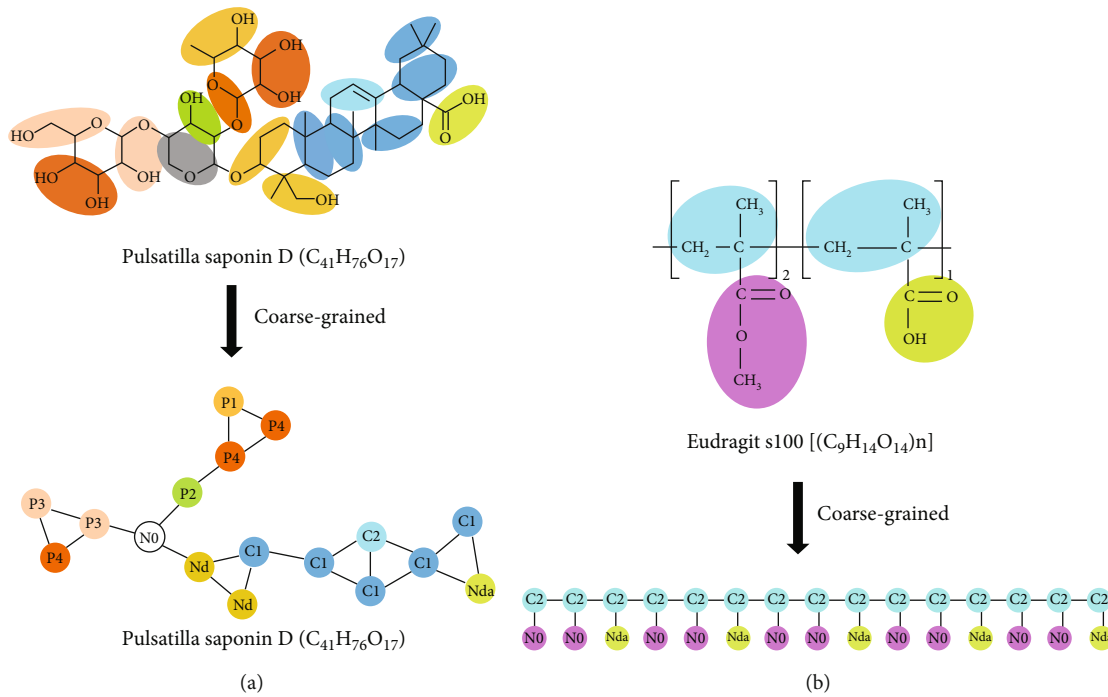 OH
OH
OH
OH
O
O
OH
O
O
O
HO
O
HO
OH
HO
OH
O
O
OH
OH
O
Pulsatilla saponin D (C₄₁H₇₆O₁₇)
Coarse-grained
P1
P4
P4
P2
P3
P3
P4
N0
Nd
Nd
C1
C1
C2
C1
C1
C1
Nda
Pulsatilla saponin D (C₄₁H₇₆O₁₇)
(a)
CH₃ CH₃
CH₂ C CH₂ C
2 1
C O C O
O OH
CH₃
Eudragit s100 [(C₉H₁₄O₁₄)n]
Coarse-grained
C2 C2 C2 C2 C2 C2 C2 C2 C2 C2 C2 C2 C2 C2 C2
N0 N0 Nda N0 N0 Nda N0 N0 Nda N0 N0 Nda N0 N0 Nda
(b)